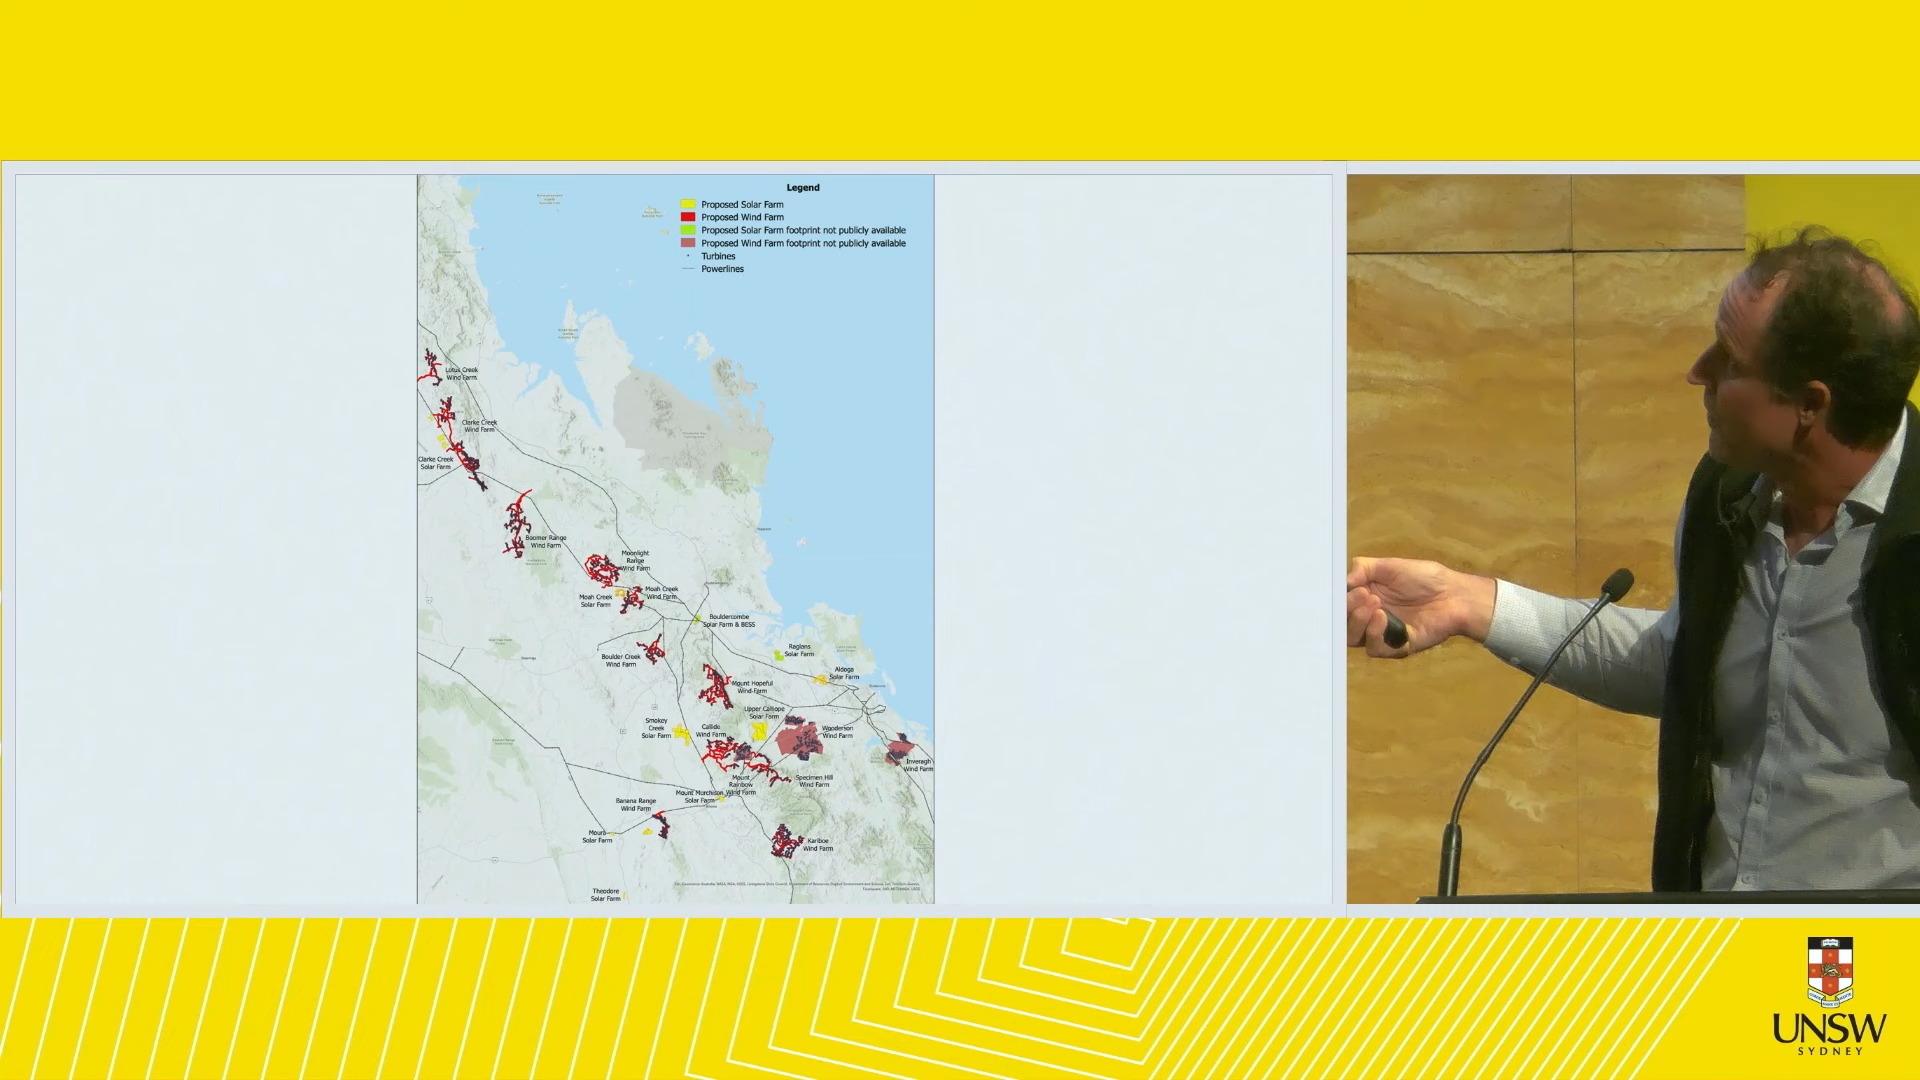 Legend
Proposed Solar Farm
Proposed Wind Farm
Proposed Solar Farm footprint not publicly available
Proposed Wind Farm footprint not publicly available
Turbines
Powerlines
Lotus Creek
Wind Farm
Clarke Creek
Wind Farm
Clarke Creek
Solar Farm
Boomer Range
Wind Farm
Moonlight
Range
Wind Farm
Moah Creek
Solar Farm
Moah Creek
Wind Farm
Bouldercombe
Solar Farm & BESS
Boulder Creek
Wind Farm
Raglans
Solar Farm
Aldoga
Solar Farm
Mount Hopeful
Wind Farm
Upper Calliope
Solar Farm
Smokey
Creek
Solar Farm
Callide
Wind Farm
Wooderson
Wind Farm
Inveragh
Wind Farm
Mount
Rainbow
Wind Farm
Specimen Hill
Wind Farm
Mount Murchison
Solar Farm
Banana Range
Wind Farm
Moura
Solar Farm
Kariboe
Wind Farm
Theodore
Solar Farm
UNSW
SYDNEY